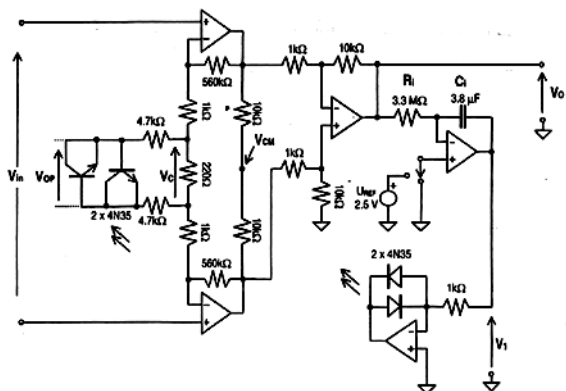 560kΩ
1kΩ
10kΩ
Ri
3.3 MΩ
Ci
3.8 µF
Vo
1kΩ
4.7kΩ
10kΩ
VCM
Vin
VOP
VC
220Ω
1kΩ
UREF
2.5 V
10kΩ
2 x 4N35
4.7kΩ
1kΩ
10kΩ
560kΩ
2 x 4N35
1kΩ
V1